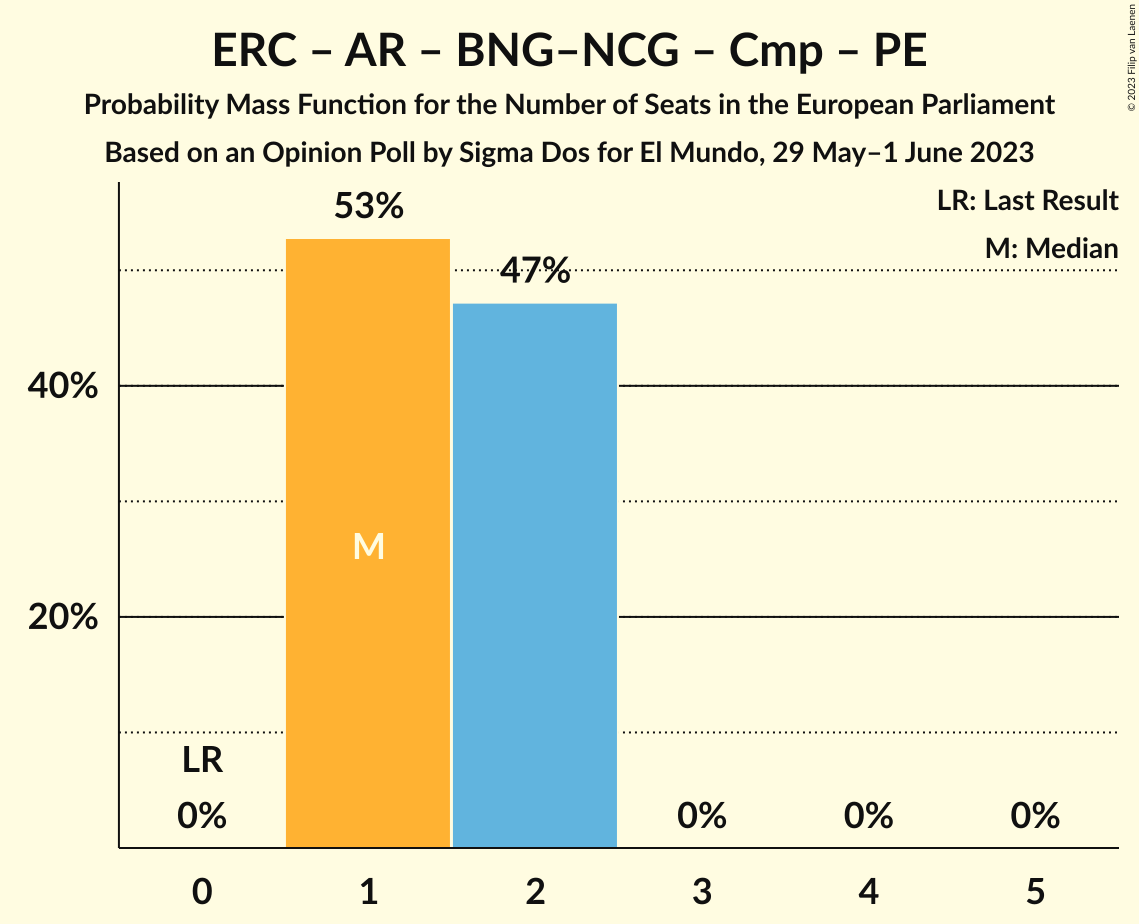 ERC – AR – BNG–NCG – Cmp – PE
Probability Mass Function for the Number of Seats in the European Parliament
Based on an Opinion Poll by Sigma Dos for El Mundo, 29 May–1 June 2023
© 2023 Filip van Laenen
LR: Last Result
M: Median
53%
47%
40%
20%
M
LR
0%
0%
0%
0%
0 1 2 3 4 5